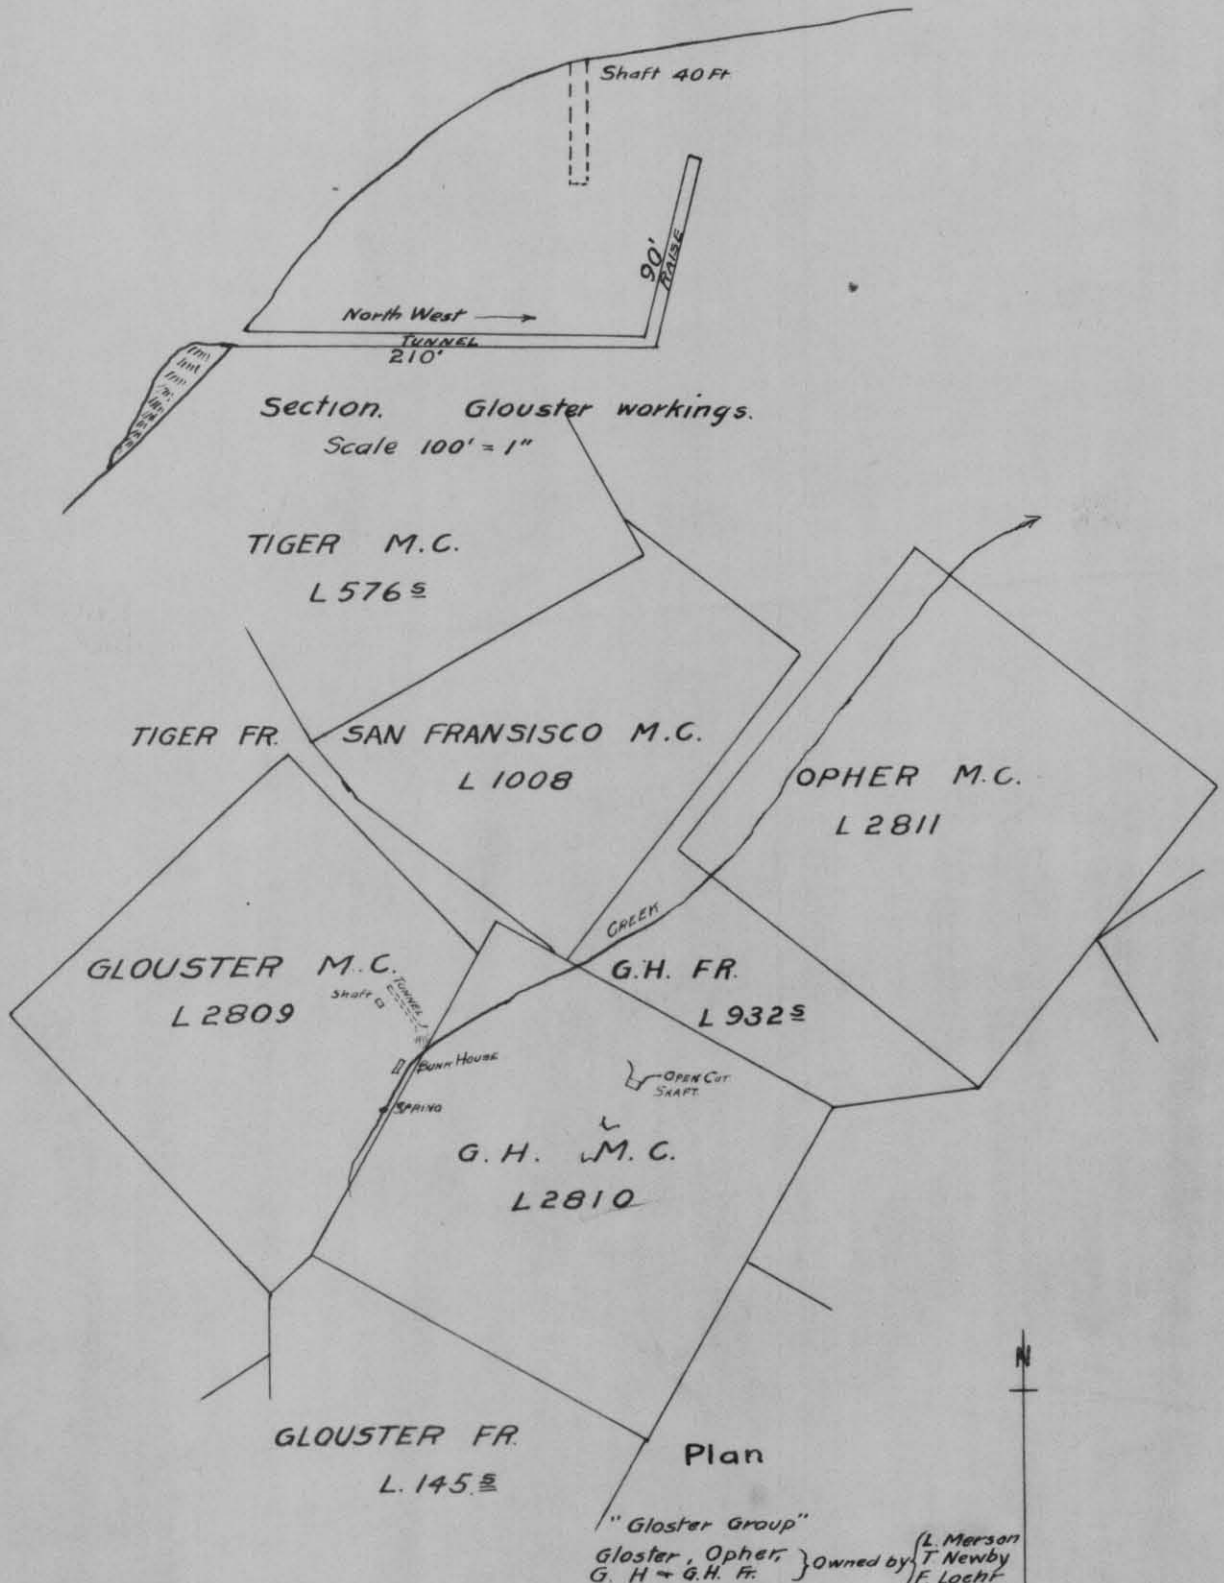 Shaft 40 Ft
90'
RAISE
North West
TUNNEL
210'
Section. Glouster workings.
Scale 100' = 1"
TIGER M.C.
L 576 s
TIGER FR.
SAN FRANSISCO M.C.
L 1008
OPHER M.C.
L 2811
CREEK
GLOUSTER M.C.
L 2809
Shaft
TUNNEL
G.H. FR.
L 932 s
BUNK HOUSE
OPEN CUT
SHAFT
SPRING
G. H. M. C.
L 2810
N
GLOUSTER FR.
L. 145 s
Plan
"Gloster Group"
Gloster, Opher,
G. H & G.H. Fr.
Owned by
L. Merson
T Newby
F. Loehr